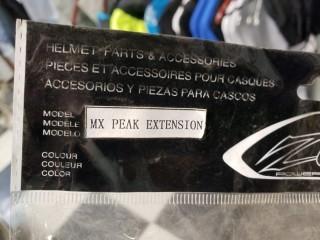 HELMET PARTS & ACCESSORIES
PIECES ET ACCESSOIRES POUR CASQUES
ACCESORIOS Y PIEZAS PARA CASCOS
MODEL
MODÈLE
MODELO
MX PEAK EXTENSION
COLOUR
COULEUR
COLOR
POWER